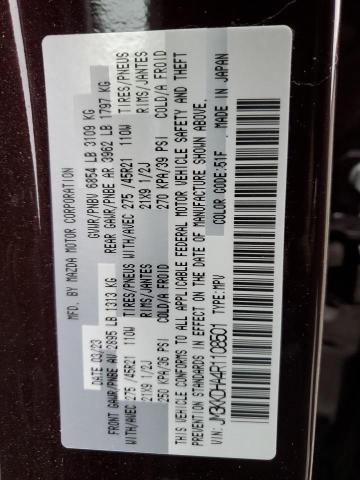 MFD. BY MAZDA MOTOR CORPORATION
DATE 03/23 GVWR/PNBV 6854 LB 3109 KG
FRONT GAWR/PNBE AV 2895 LB 1313 KG REAR GAWR/PNBE AR 3962 LB 1797 KG
WITH/AVEC 275 /45R21 110W TIRES/PNEUS WITH/AVEC 275 /45R21 110W TIRES/PNEUS
21X9 1/2J RIMS/JANTES 21X9 1/2J RIMS/JANTES
250 KPA/36 PSI COLD/A FROID 270 KPA/39 PSI COLD/A FROID
THIS VEHICLE CONFORMS TO ALL APPLICABLE FEDERAL MOTOR VEHICLE SAFETY AND THEFT
PREVENTION STANDARDS IN EFFECT ON THE DATE OF MANUFACTURE SHOWN ABOVE.
MADE IN JAPAN
JM3KKDHA4R1108501 TYPE: MPV COLOR CODE: 51F